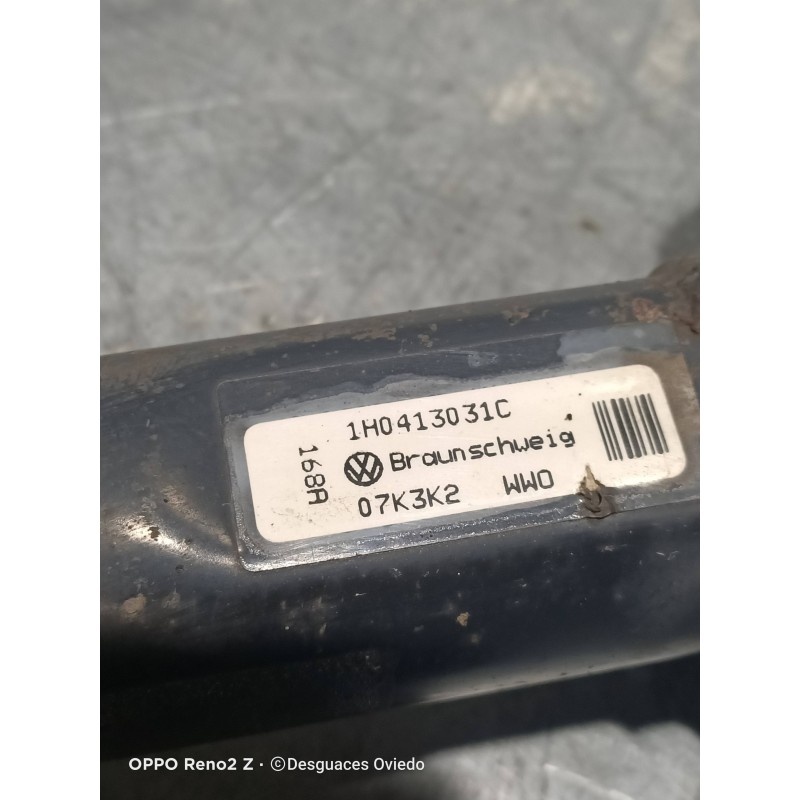 1H0413031C
168A
Braunschweig
07K3K2 WWO
OPPO Reno2 Z · ©Desguaces Oviedo